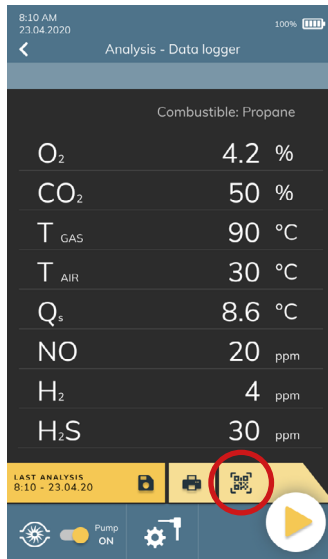 8:10 AM
23.04.2020
100%
Analysis - Data logger
Combustible: Propane
O₂ 4.2 %
CO₂ 50 %
T GAS 90 °C
T AIR 30 °C
Qs 8.6 °C
NO 20 ppm
H₂ 4 ppm
H₂S 30 ppm
LAST ANALYSIS
8:10 - 23.04.20
Pump
ON